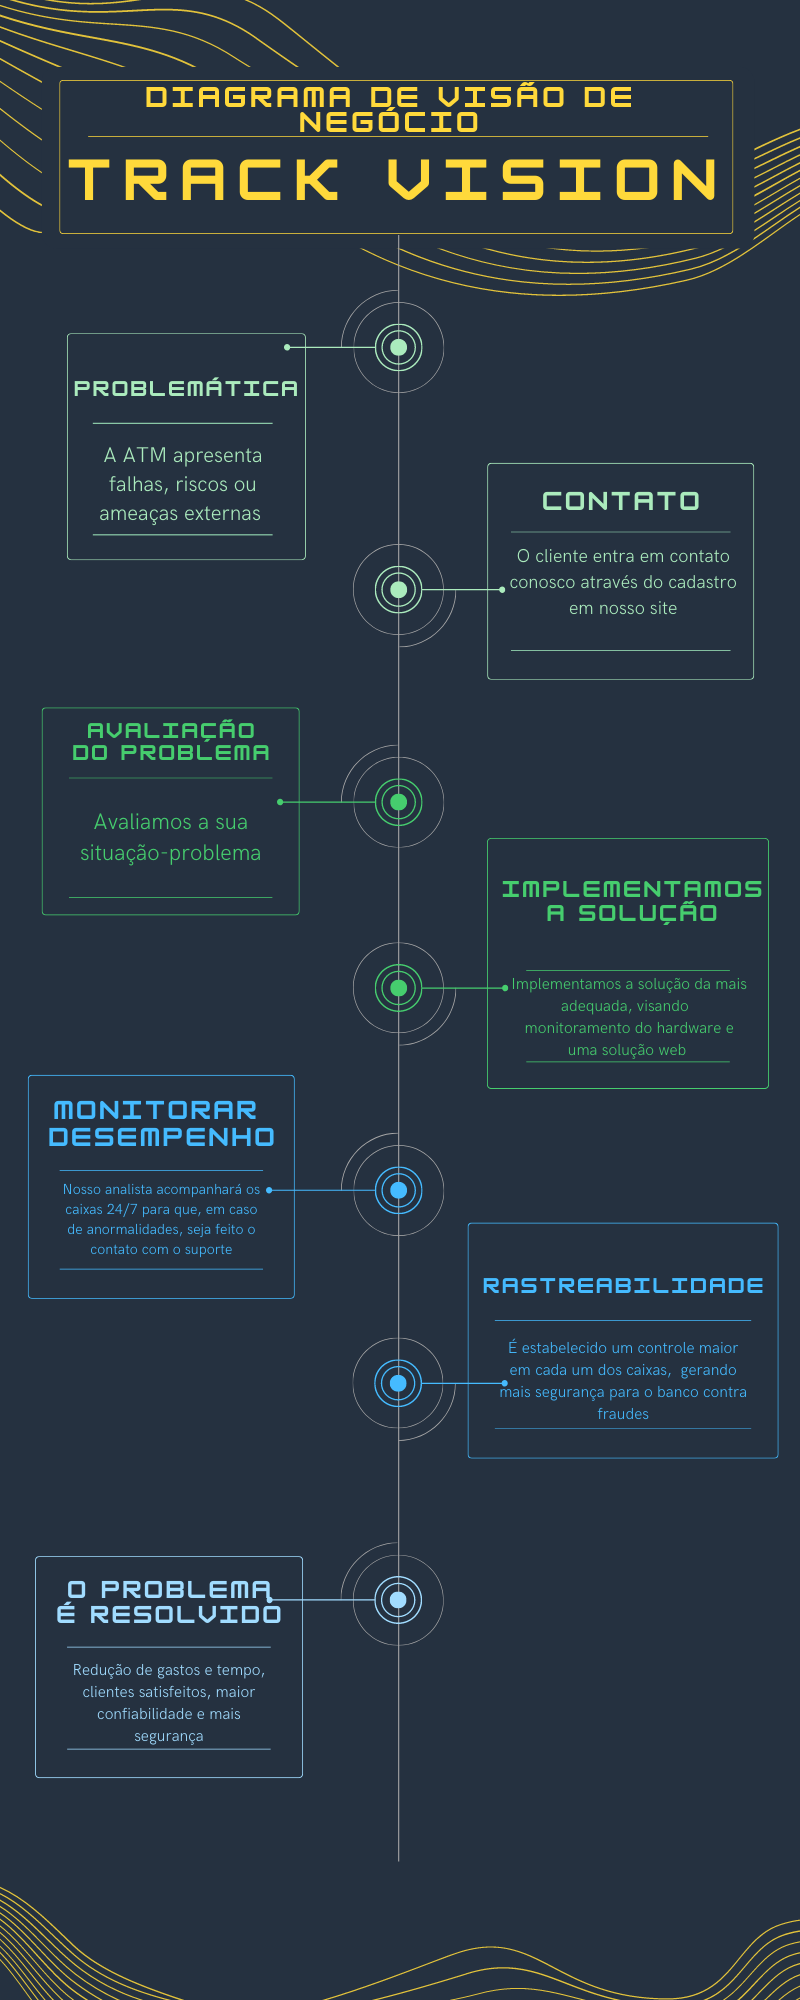 DIAGRAMA DE VISÃO DE
NEGÓCIO
TRACK VISION
PROBLEMÁTICA
A ATM apresenta
falhas, riscos ou
ameaças externas
CONTATO
O cliente entra em contato
conosco através do cadastro
em nosso site
AVALIAÇÃO
DO PROBLEMA
Avaliamos a sua
situação-problema
IMPLEMENTAMOS
A SOLUÇÃO
Implementamos a solução da mais
adequada, visando
monitoramento do hardware e
uma solução web
MONITORAR
DESEMPENHO
Nosso analista acompanhará os
caixas 24/7 para que, em caso
de anormalidades, seja feito o
contato com o suporte
RASTREABILIDADE
É estabelecido um controle maior
em cada um dos caixas, gerando
mais segurança para o banco contra
fraudes
O PROBLEMA
É RESOLVIDO
Redução de gastos e tempo,
clientes satisfeitos, maior
confiabilidade e mais
segurança